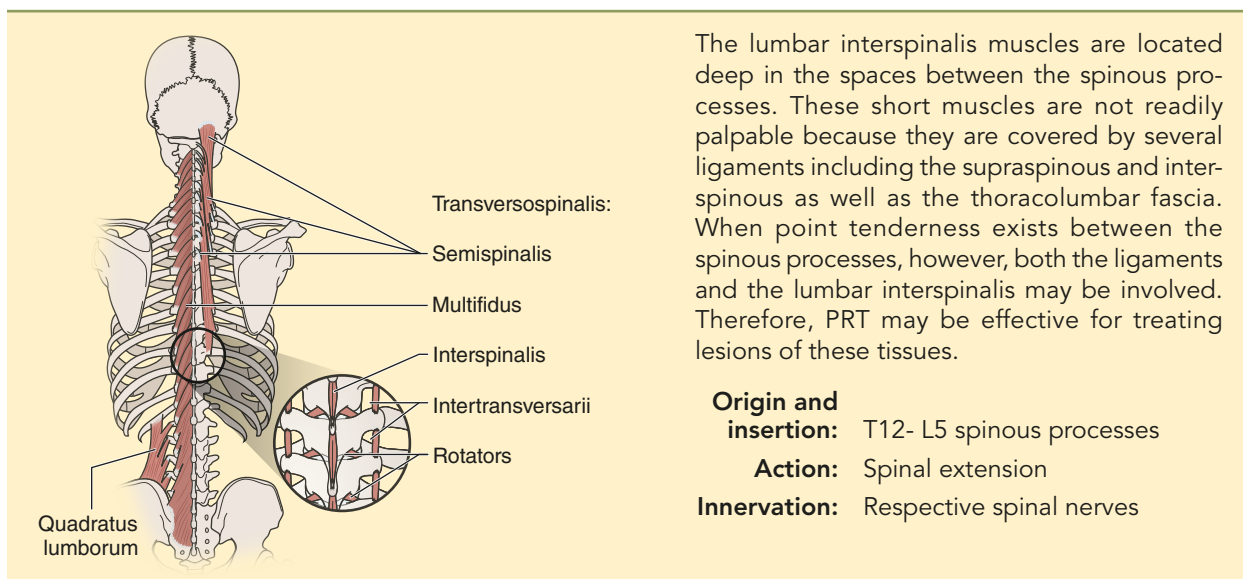 Transversospinalis:
Semispinalis
Multifidus
Interspinalis
Intertransversarii
Rotators
Quadratus
lumborum
The lumbar interspinalis muscles are located
deep in the spaces between the spinous pro-
cesses. These short muscles are not readily
palpable because they are covered by several
ligaments including the supraspinous and inter-
spinous as well as the thoracolumbar fascia.
When point tenderness exists between the
spinous processes, however, both the ligaments
and the lumbar interspinalis may be involved.
Therefore, PRT may be effective for treating
lesions of these tissues.
Origin and
insertion: T12- L5 spinous processes
Action: Spinal extension
Innervation: Respective spinal nerves